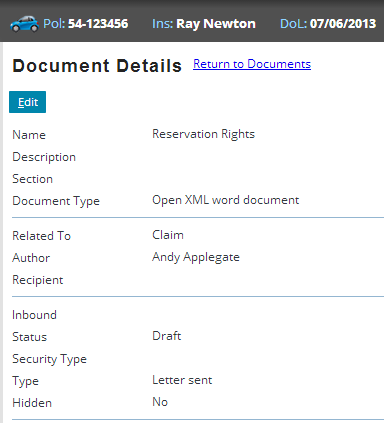 Pol: 54-123456 Ins: Ray Newton DoL: 07/06/2013
Document Details Return to Documents
Edit
Name Reservation Rights
Description
Section
Document Type Open XML word document
Related To Claim
Author Andy Applegate
Recipient
Inbound
Status Draft
Security Type
Type Letter sent
Hidden No